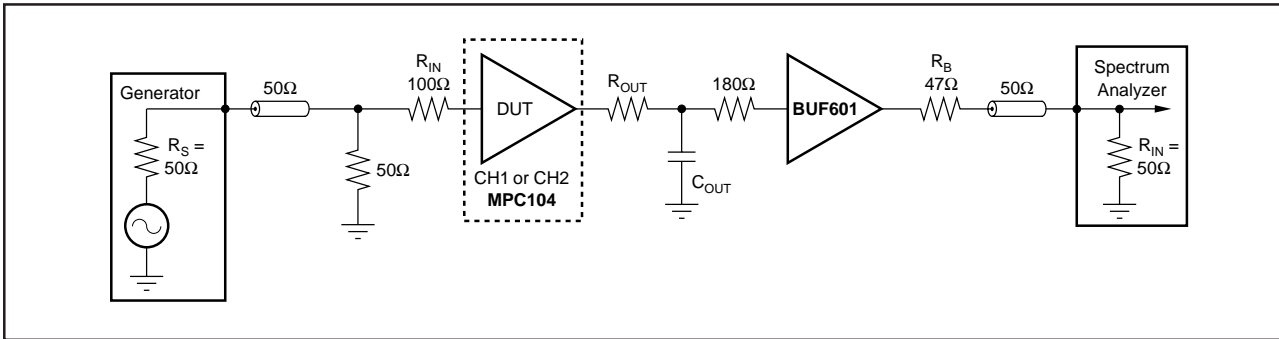 Generator
R_S =
50Ω
50Ω
50Ω
R_IN
100Ω
DUT
CH1 or CH2
MPC104
R_OUT
C_OUT
180Ω
BUF601
R_B
47Ω
50Ω
Spectrum
Analyzer
R_IN =
50Ω